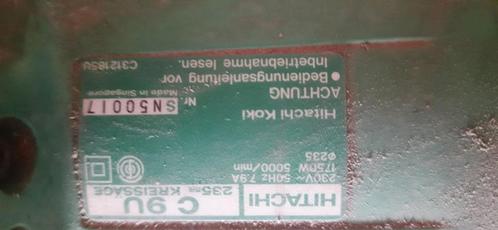 HITACHI
C 9U
235mm KREISSÄGE
230V~ 50Hz 7.9A
1750W 5000/min
ø235
Hitachi Koki
ACHTUNG
● Bedienungsanleitung vor
Inbetriebnahme lesen.
Nr.
SN50017
Made in Singapore
C312185U